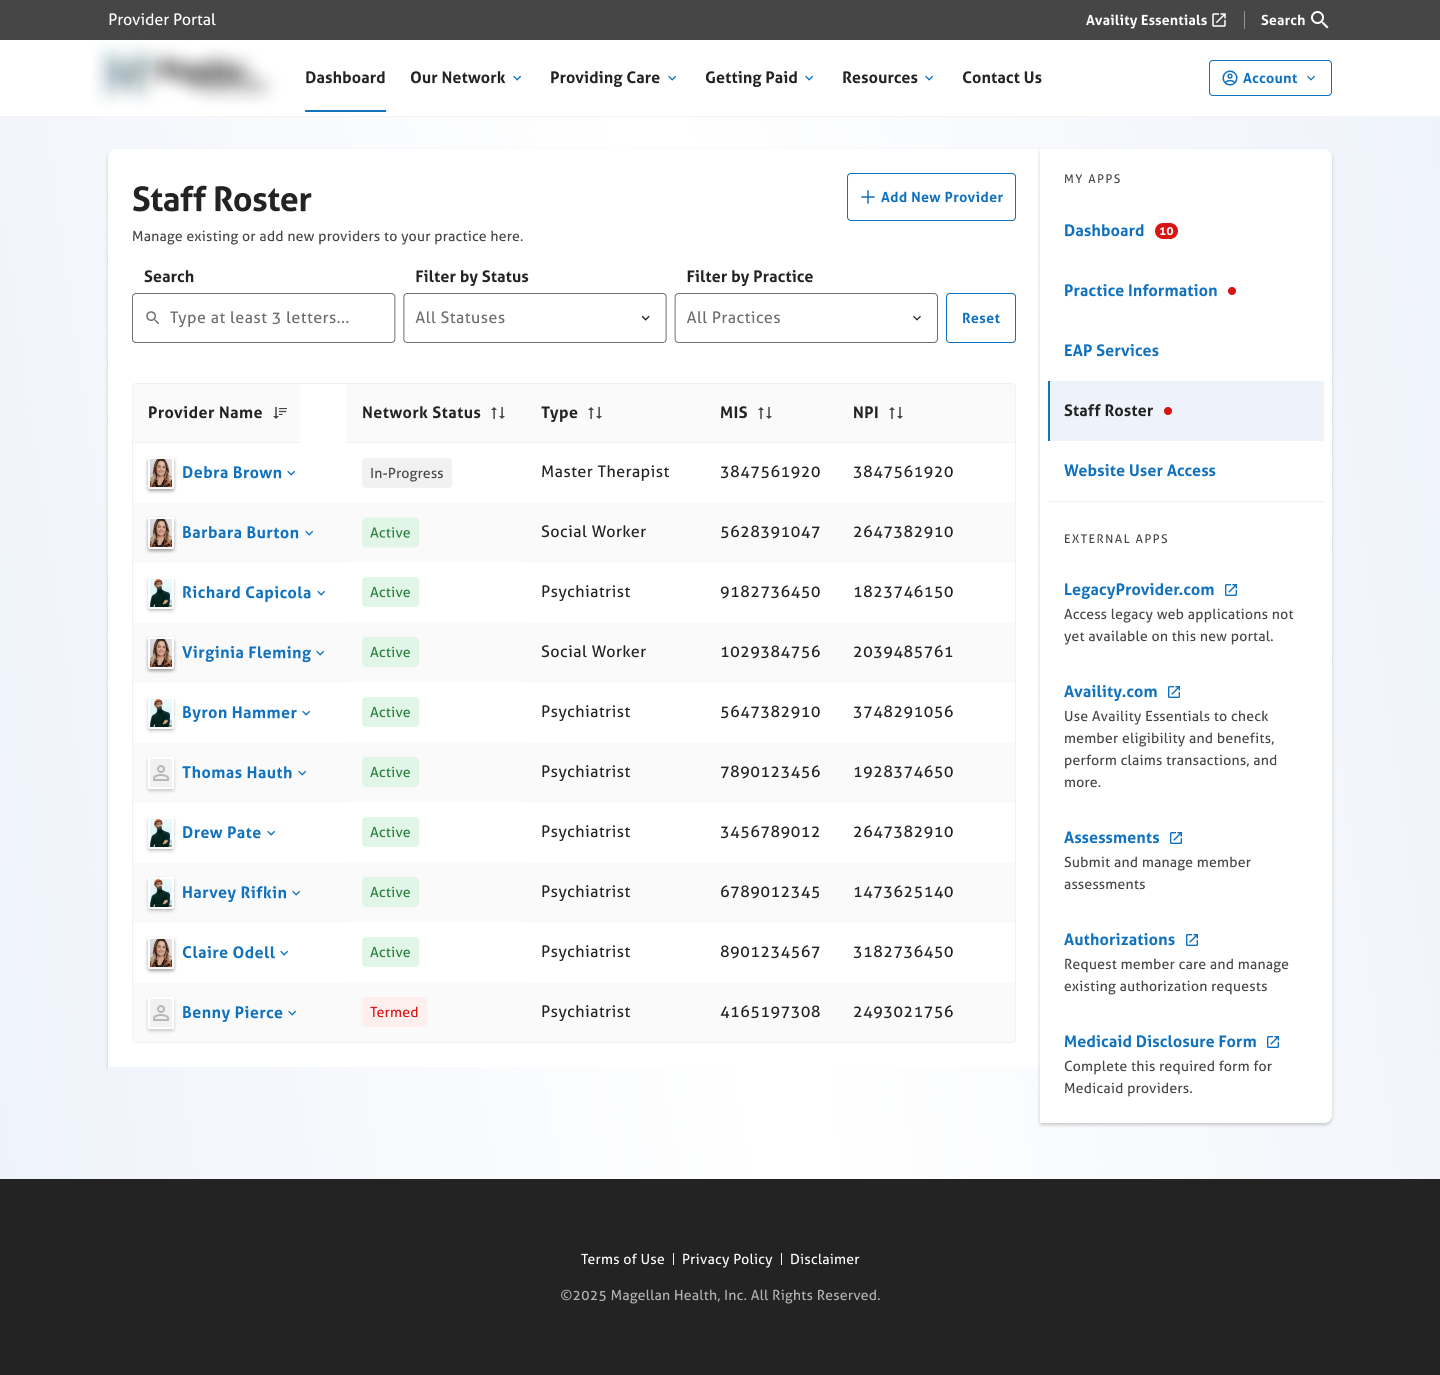 Provider Portal
Availity Essentials
Search
Dashboard
Our Network
Providing Care
Getting Paid
Resources
Contact Us
Account
Staff Roster
Manage existing or add new providers to your practice here.
Add New Provider
Search
Filter by Status
Filter by Practice
Type at least 3 letters...
All Statuses
All Practices
Reset
Provider Name Network Status Type MIS NPI
Debra Brown In-Progress Master Therapist 3847561920 3847561920
Barbara Burton Active Social Worker 5628391047 2647382910
Richard Capicola Active Psychiatrist 9182736450 1823746150
Virginia Fleming Active Social Worker 1029384756 2039485761
Byron Hammer Active Psychiatrist 5647382910 3748291056
Thomas Hauth Active Psychiatrist 7890123456 1928374650
Drew Pate Active Psychiatrist 3456789012 2647382910
Harvey Rifkin Active Psychiatrist 6789012345 1473625140
Claire Odell Active Psychiatrist 8901234567 3182736450
Benny Pierce Termed Psychiatrist 4165197308 2493021756
MY APPS
Dashboard 10
Practice Information
EAP Services
Staff Roster
Website User Access
EXTERNAL APPS
LegacyProvider.com
Access legacy web applications not
yet available on this new portal.
Availity.com
Use Availity Essentials to check
member eligibility and benefits,
perform claims transactions, and
more.
Assessments
Submit and manage member
assessments
Authorizations
Request member care and manage
existing authorization requests
Medicaid Disclosure Form
Complete this required form for
Medicaid providers.
Terms of Use | Privacy Policy | Disclaimer
©2025 Magellan Health, Inc. All Rights Reserved.